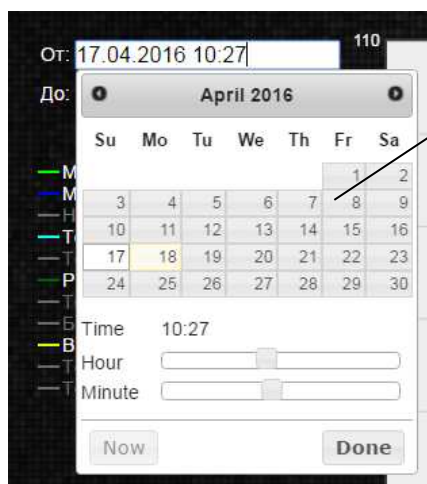 110
От: 17.04.2016 10:27
До:
April 2016
Su Mo Tu We Th Fr Sa
1 2
3 4 5 6 7 8 9
10 11 12 13 14 15 16
17 18 19 20 21 22 23
24 25 26 27 28 29 30
Time 10:27
Hour
Minute
Now Done